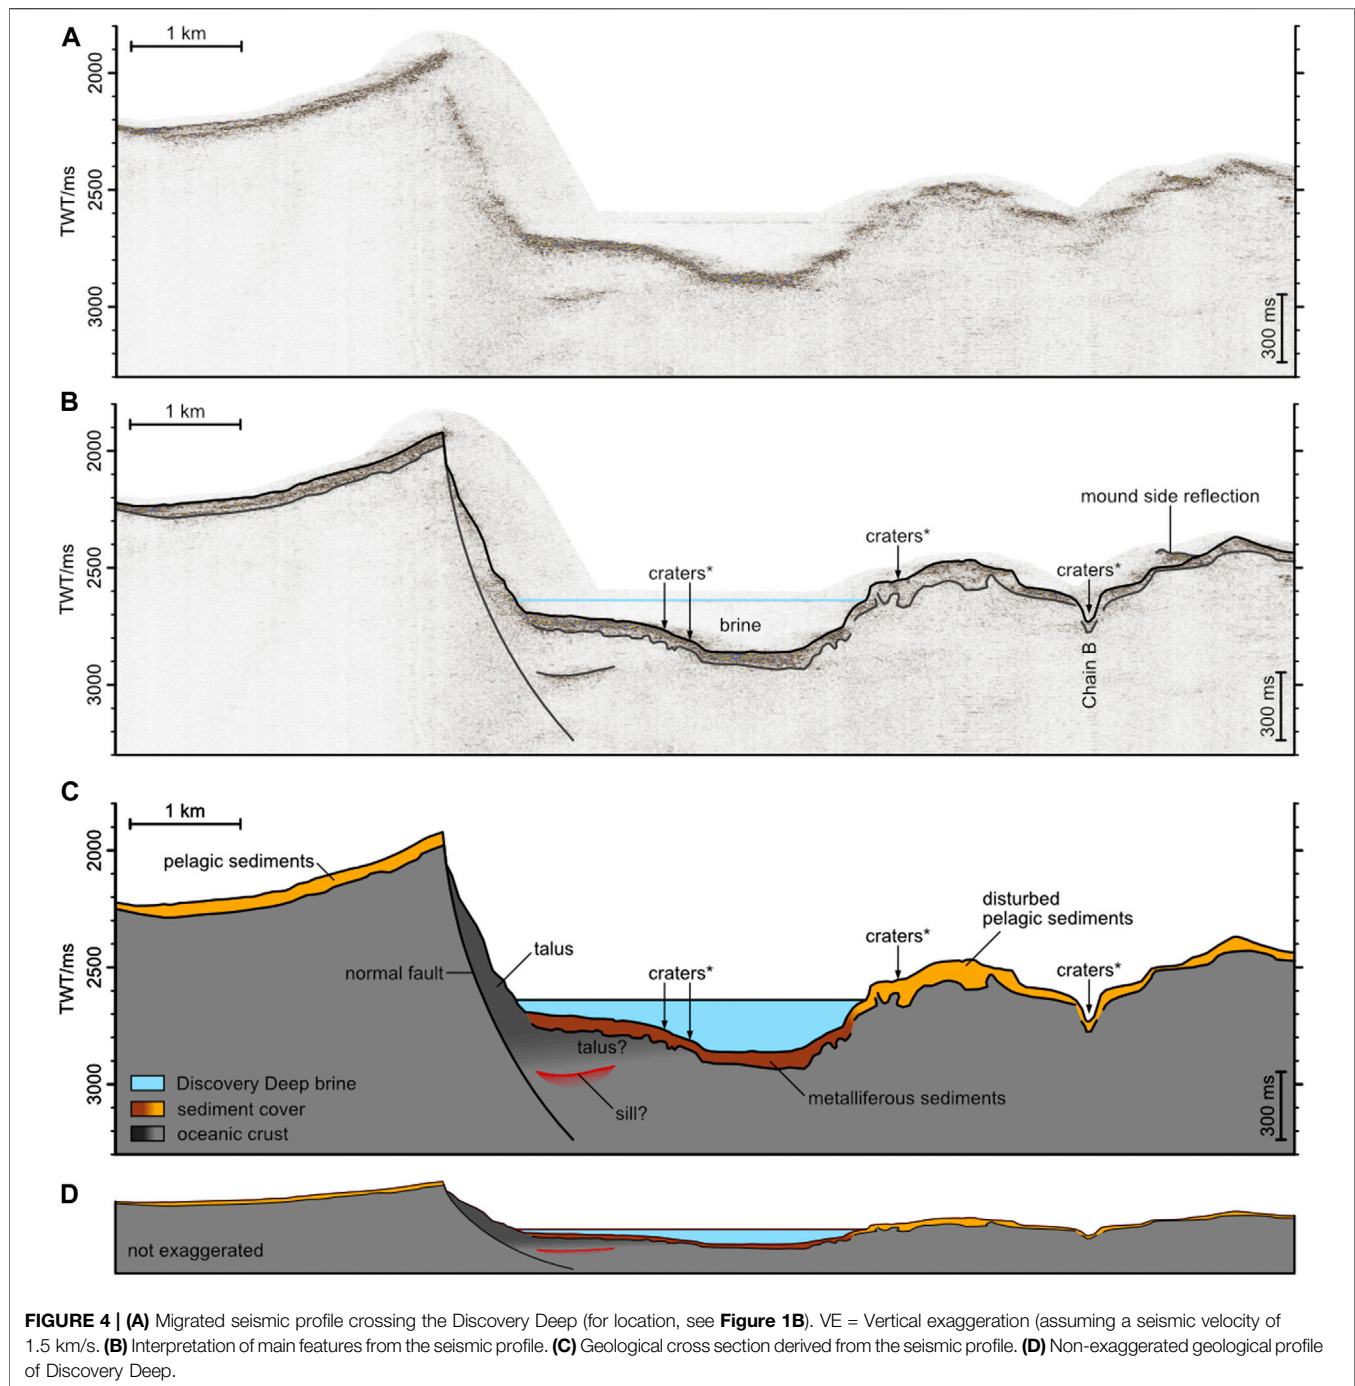 A
1 km
2000
2500
3000
TWT/ms
300 ms
B
1 km
2000
2500
3000
TWT/ms
mound side reflection
craters*
craters*
craters*
brine
Chain B
300 ms
C
1 km
2000
2500
3000
TWT/ms
pelagic sediments
disturbed
pelagic sediments
talus
craters*
normal fault
craters*
craters*
talus?
Discovery Deep brine
metalliferous sediments
sediment cover
sill?
oceanic crust
300 ms
D
not exaggerated
FIGURE 4 | (A) Migrated seismic profile crossing the Discovery Deep (for location, see Figure 1B). VE = Vertical exaggeration (assuming a seismic velocity of
1.5 km/s. (B) Interpretation of main features from the seismic profile. (C) Geological cross section derived from the seismic profile. (D) Non-exaggerated geological profile
of Discovery Deep.